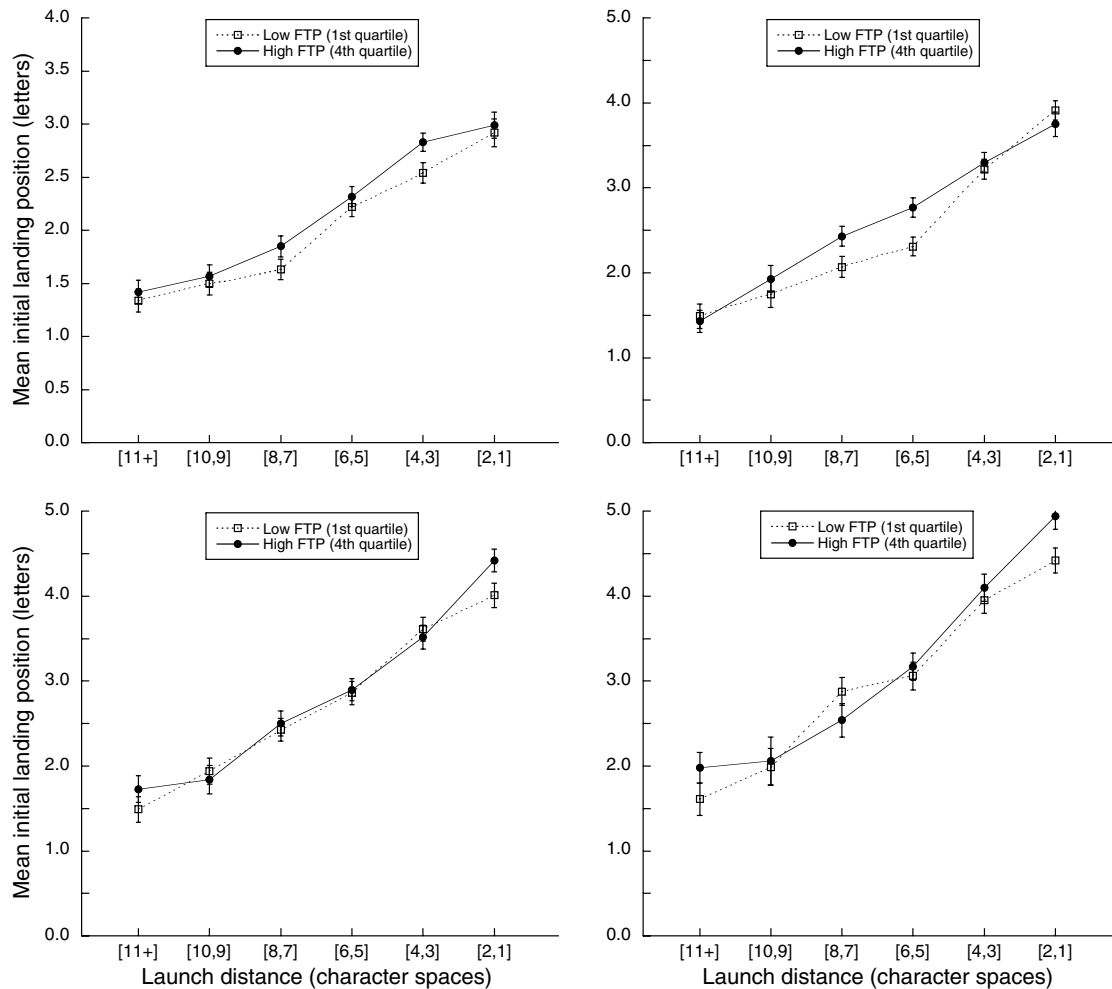 Mean initial landing position (letters)
4.0
3.5
3.0
2.5
2.0
1.5
1.0
0.5
0.0
Low FTP (1st quartile)
High FTP (4th quartile)
[11+] [10,9] [8,7] [6,5] [4,3] [2,1]
5.0
4.0
3.0
2.0
1.0
0.0
Low FTP (1st quartile)
High FTP (4th quartile)
[11+] [10,9] [8,7] [6,5] [4,3] [2,1]
Mean initial landing position (letters)
5.0
4.0
3.0
2.0
1.0
0.0
Low FTP (1st quartile)
High FTP (4th quartile)
[11+] [10,9] [8,7] [6,5] [4,3] [2,1]
Launch distance (character spaces)
5.0
4.0
3.0
2.0
1.0
0.0
Low FTP (1st quartile)
High FTP (4th quartile)
[11+] [10,9] [8,7] [6,5] [4,3] [2,1]
Launch distance (character spaces)